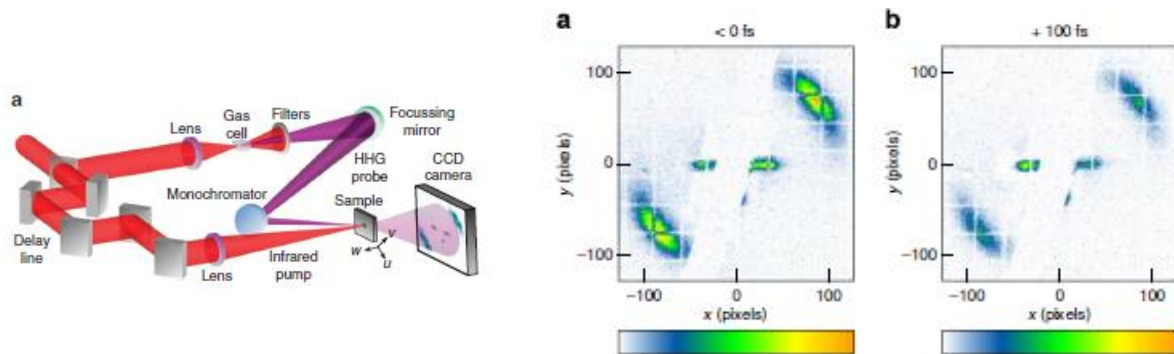 a
Lens
Gas
cell
Filters
Focussing
mirror
HHG
probe
CCD
camera
Monochromator
Sample
Delay
line
Lens
Infrared
pump
w
v
u
a
< 0 fs
100
0
−100
y (pixels)
−100
0
100
x (pixels)
b
+ 100 fs
100
0
−100
y (pixels)
−100
0
100
x (pixels)